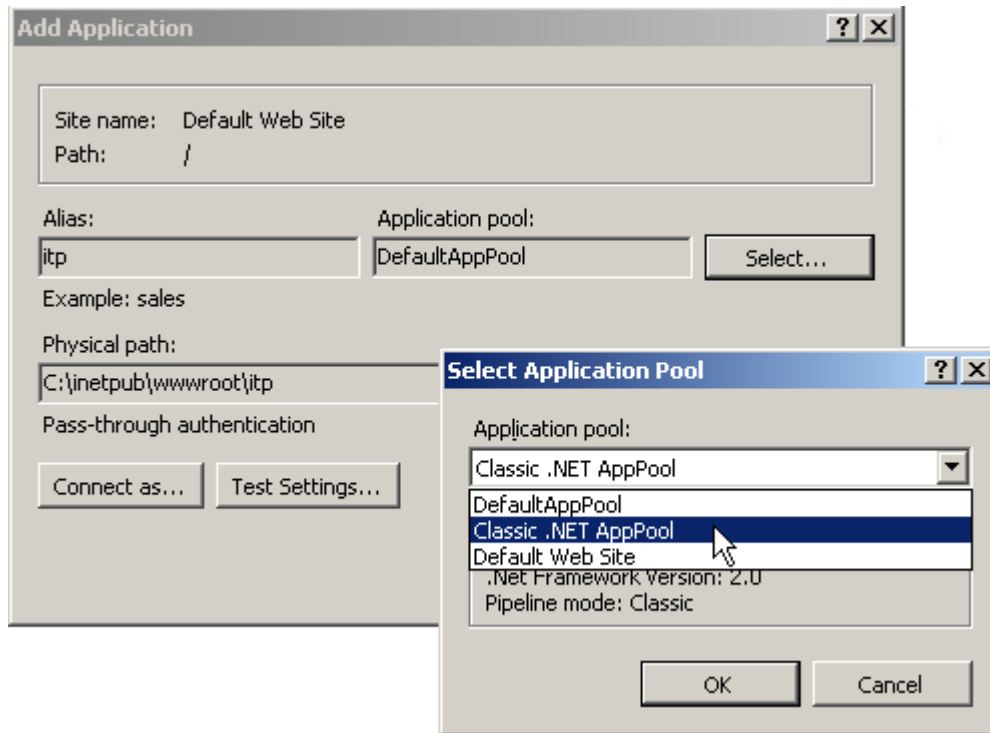 Add Application
Site name: Default Web Site
Path: /
Alias:
Application pool:
itp
DefaultAppPool
Select...
Example: sales
Physical path:
C:\inetpub\wwwroot\itp
Pass-through authentication
Connect as...
Test Settings...
Select Application Pool
Application pool:
Classic .NET AppPool
DefaultAppPool
Classic .NET AppPool
Default Web Site
.Net Framework Version: 2.0
Pipeline mode: Classic
OK
Cancel